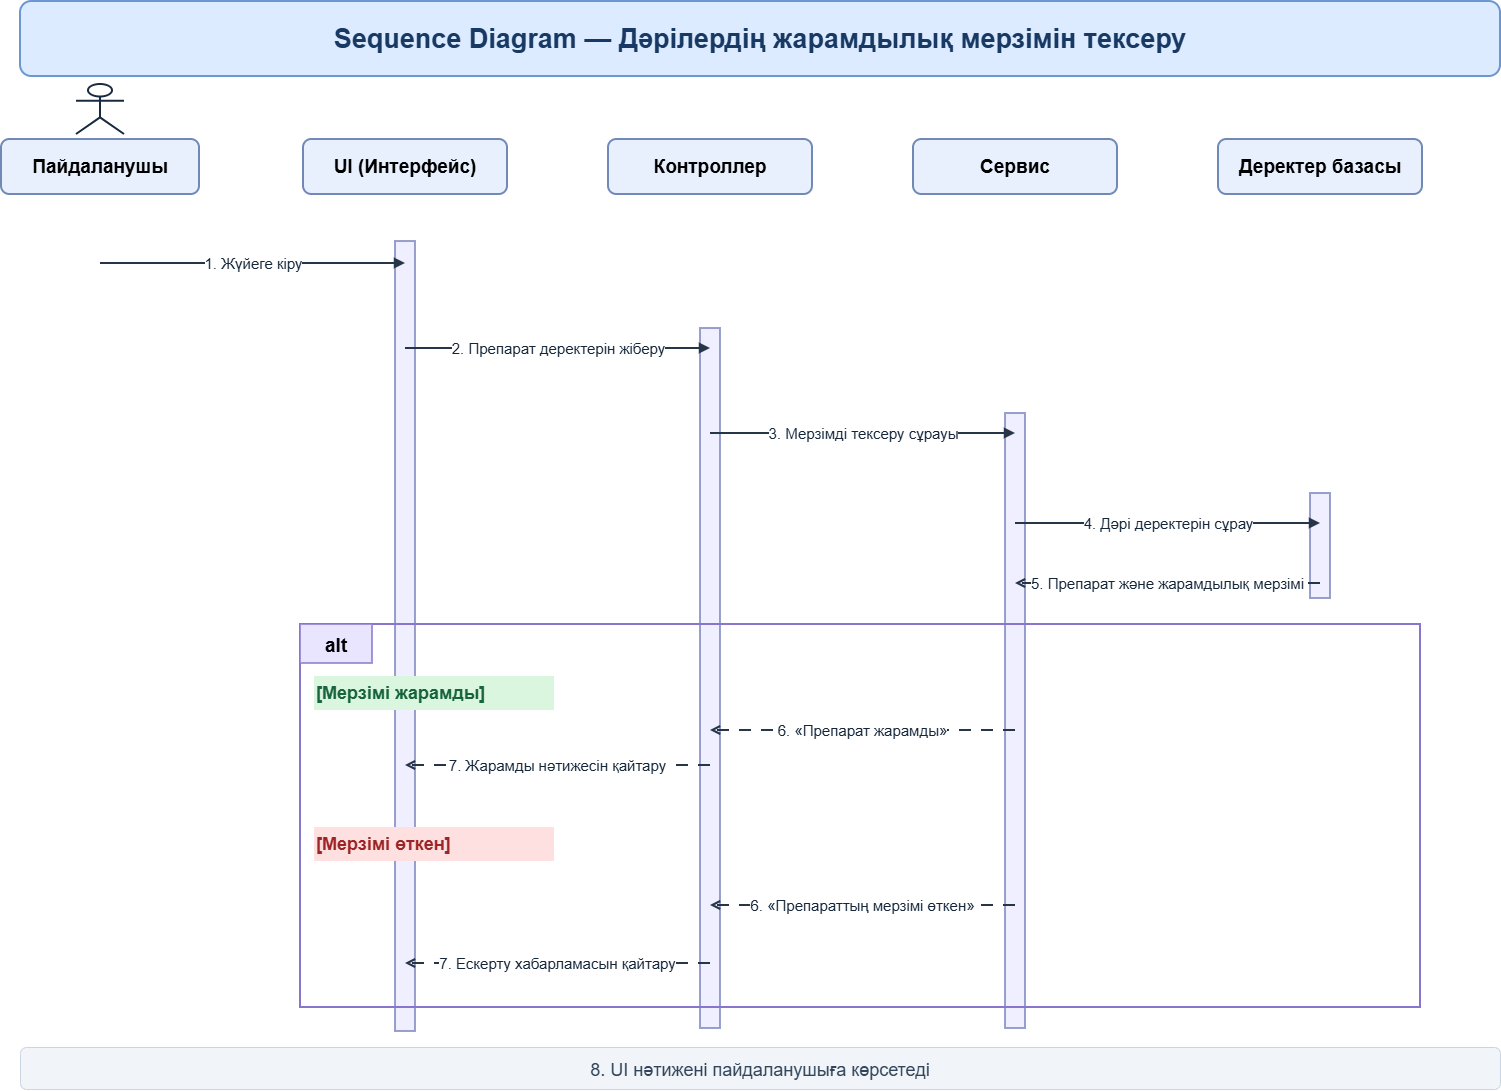 Sequence Diagram — Дәрілердің жарамдылық мерзімін тексеру
Пайдаланушы
UI (Интерфейс)
Контроллер
Сервис
Деректер базасы
1. Жүйеге кіру
2. Препарат деректерін жіберу
3. Мерзімді тексеру сұрауы
4. Дәрі деректерін сұрау
5. Препарат және жарамдылық мерзімі
alt
[Мерзімі жарамды]
6. «Препарат жарамды»
7. Жарамды нәтижесін қайтару
[Мерзімі өткен]
6. «Препараттың мерзімі өткен»
7. Ескерту хабарламасын қайтару
8. UI нәтижені пайдаланушыға көрсетеді